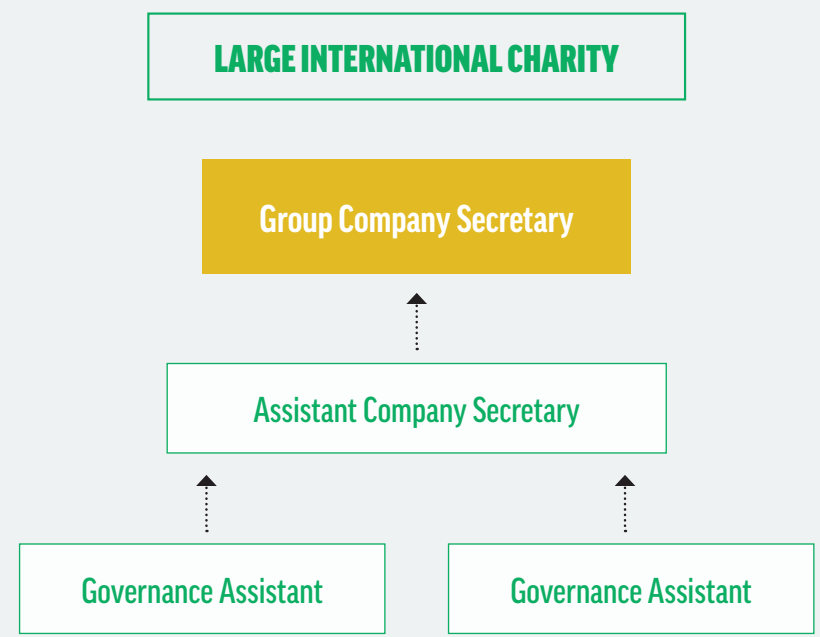 LARGE INTERNATIONAL CHARITY
Group Company Secretary
Assistant Company Secretary
Governance Assistant
Governance Assistant